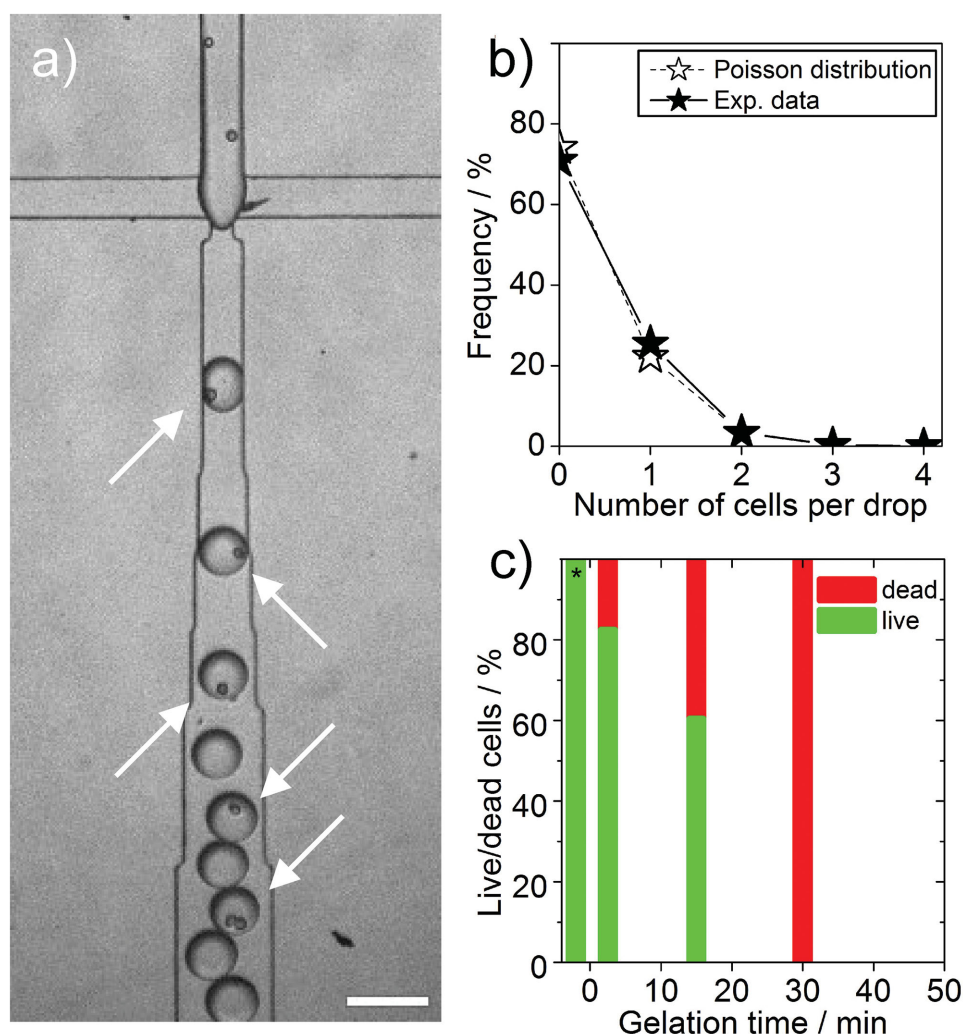 a)
b)
Poisson distribution
Exp. data
Frequency / %
80
60
40
20
0
0 1 2 3 4
Number of cells per drop
c)
*
dead
live
Live/dead cells / %
80
60
40
20
0
0 10 20 30 40 50
Gelation time / min